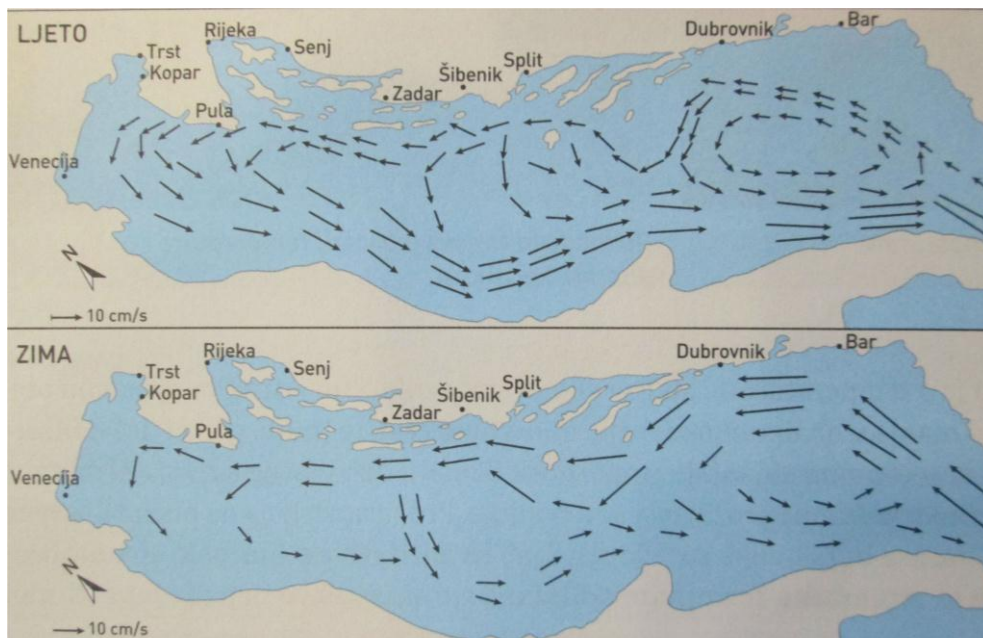 LJETO
Rijeka
Senj
Trst
Kopar
Pula
Venecija
Zadar
Šibenik
Split
Dubrovnik
Bar
N
10 cm/s
ZIMA
Rijeka
Senj
Trst
Kopar
Pula
Venecija
Zadar
Šibenik
Split
Dubrovnik
Bar
N
10 cm/s